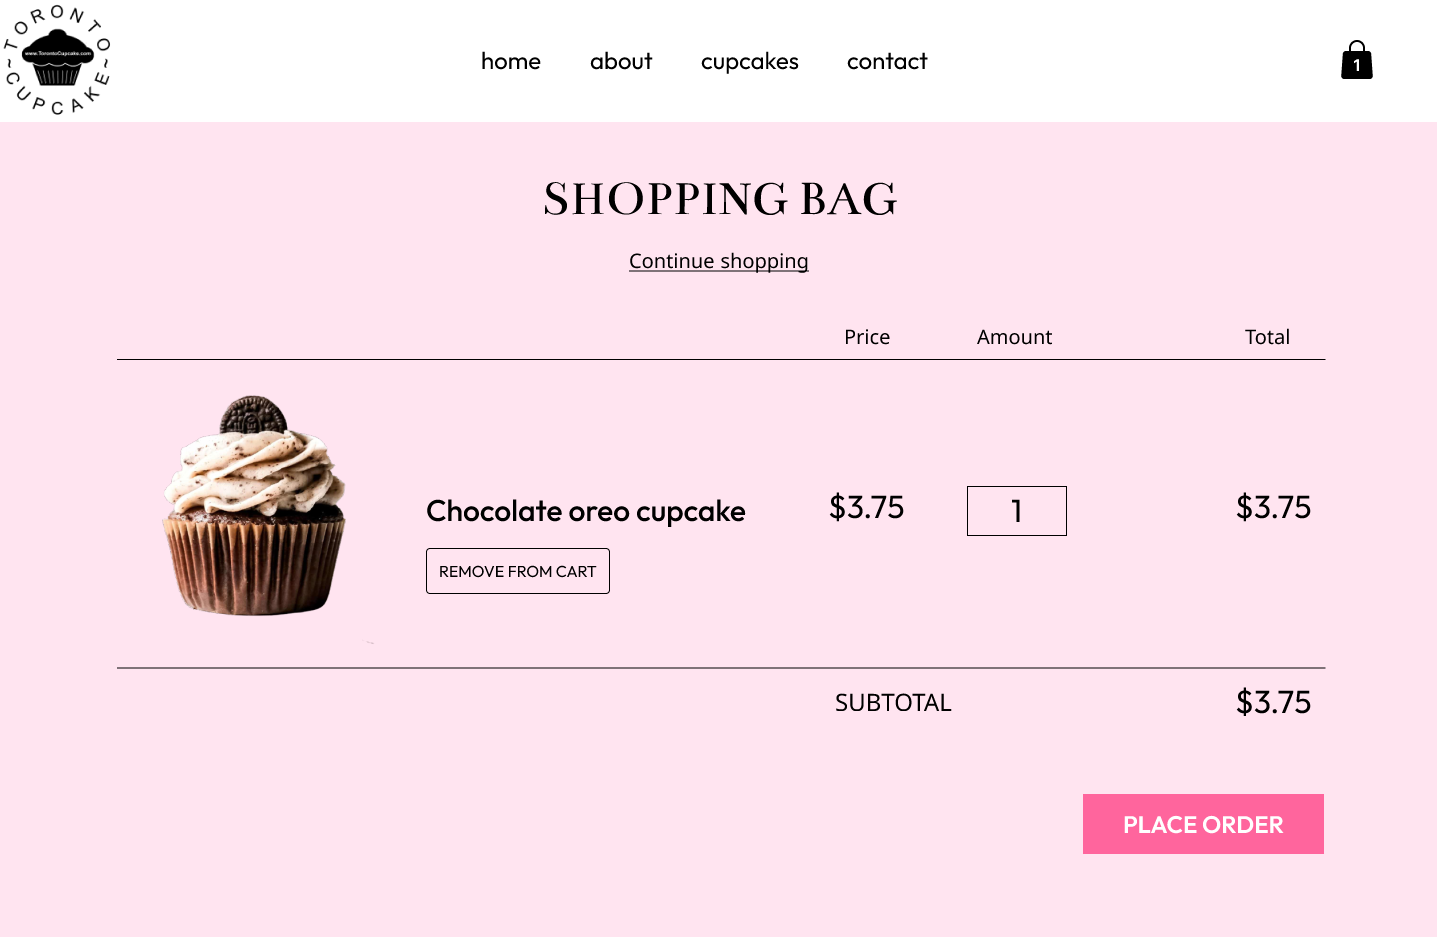 TORONTO
www.TorontoCupcake.com
~CUPCAKE~
home about cupcakes contact
1
SHOPPING BAG
Continue shopping
Price Amount Total
OREO
Chocolate oreo cupcake $3.75 1 $3.75
REMOVE FROM CART
SUBTOTAL $3.75
PLACE ORDER